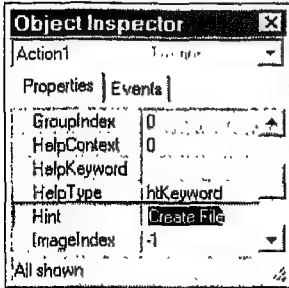 Object Inspector
Action1
Properties Events
GroupIndex 0
HelpContext 0
HelpKeyword
HelpType htKeyword
Hint Create File
ImageIndex -1
All shown